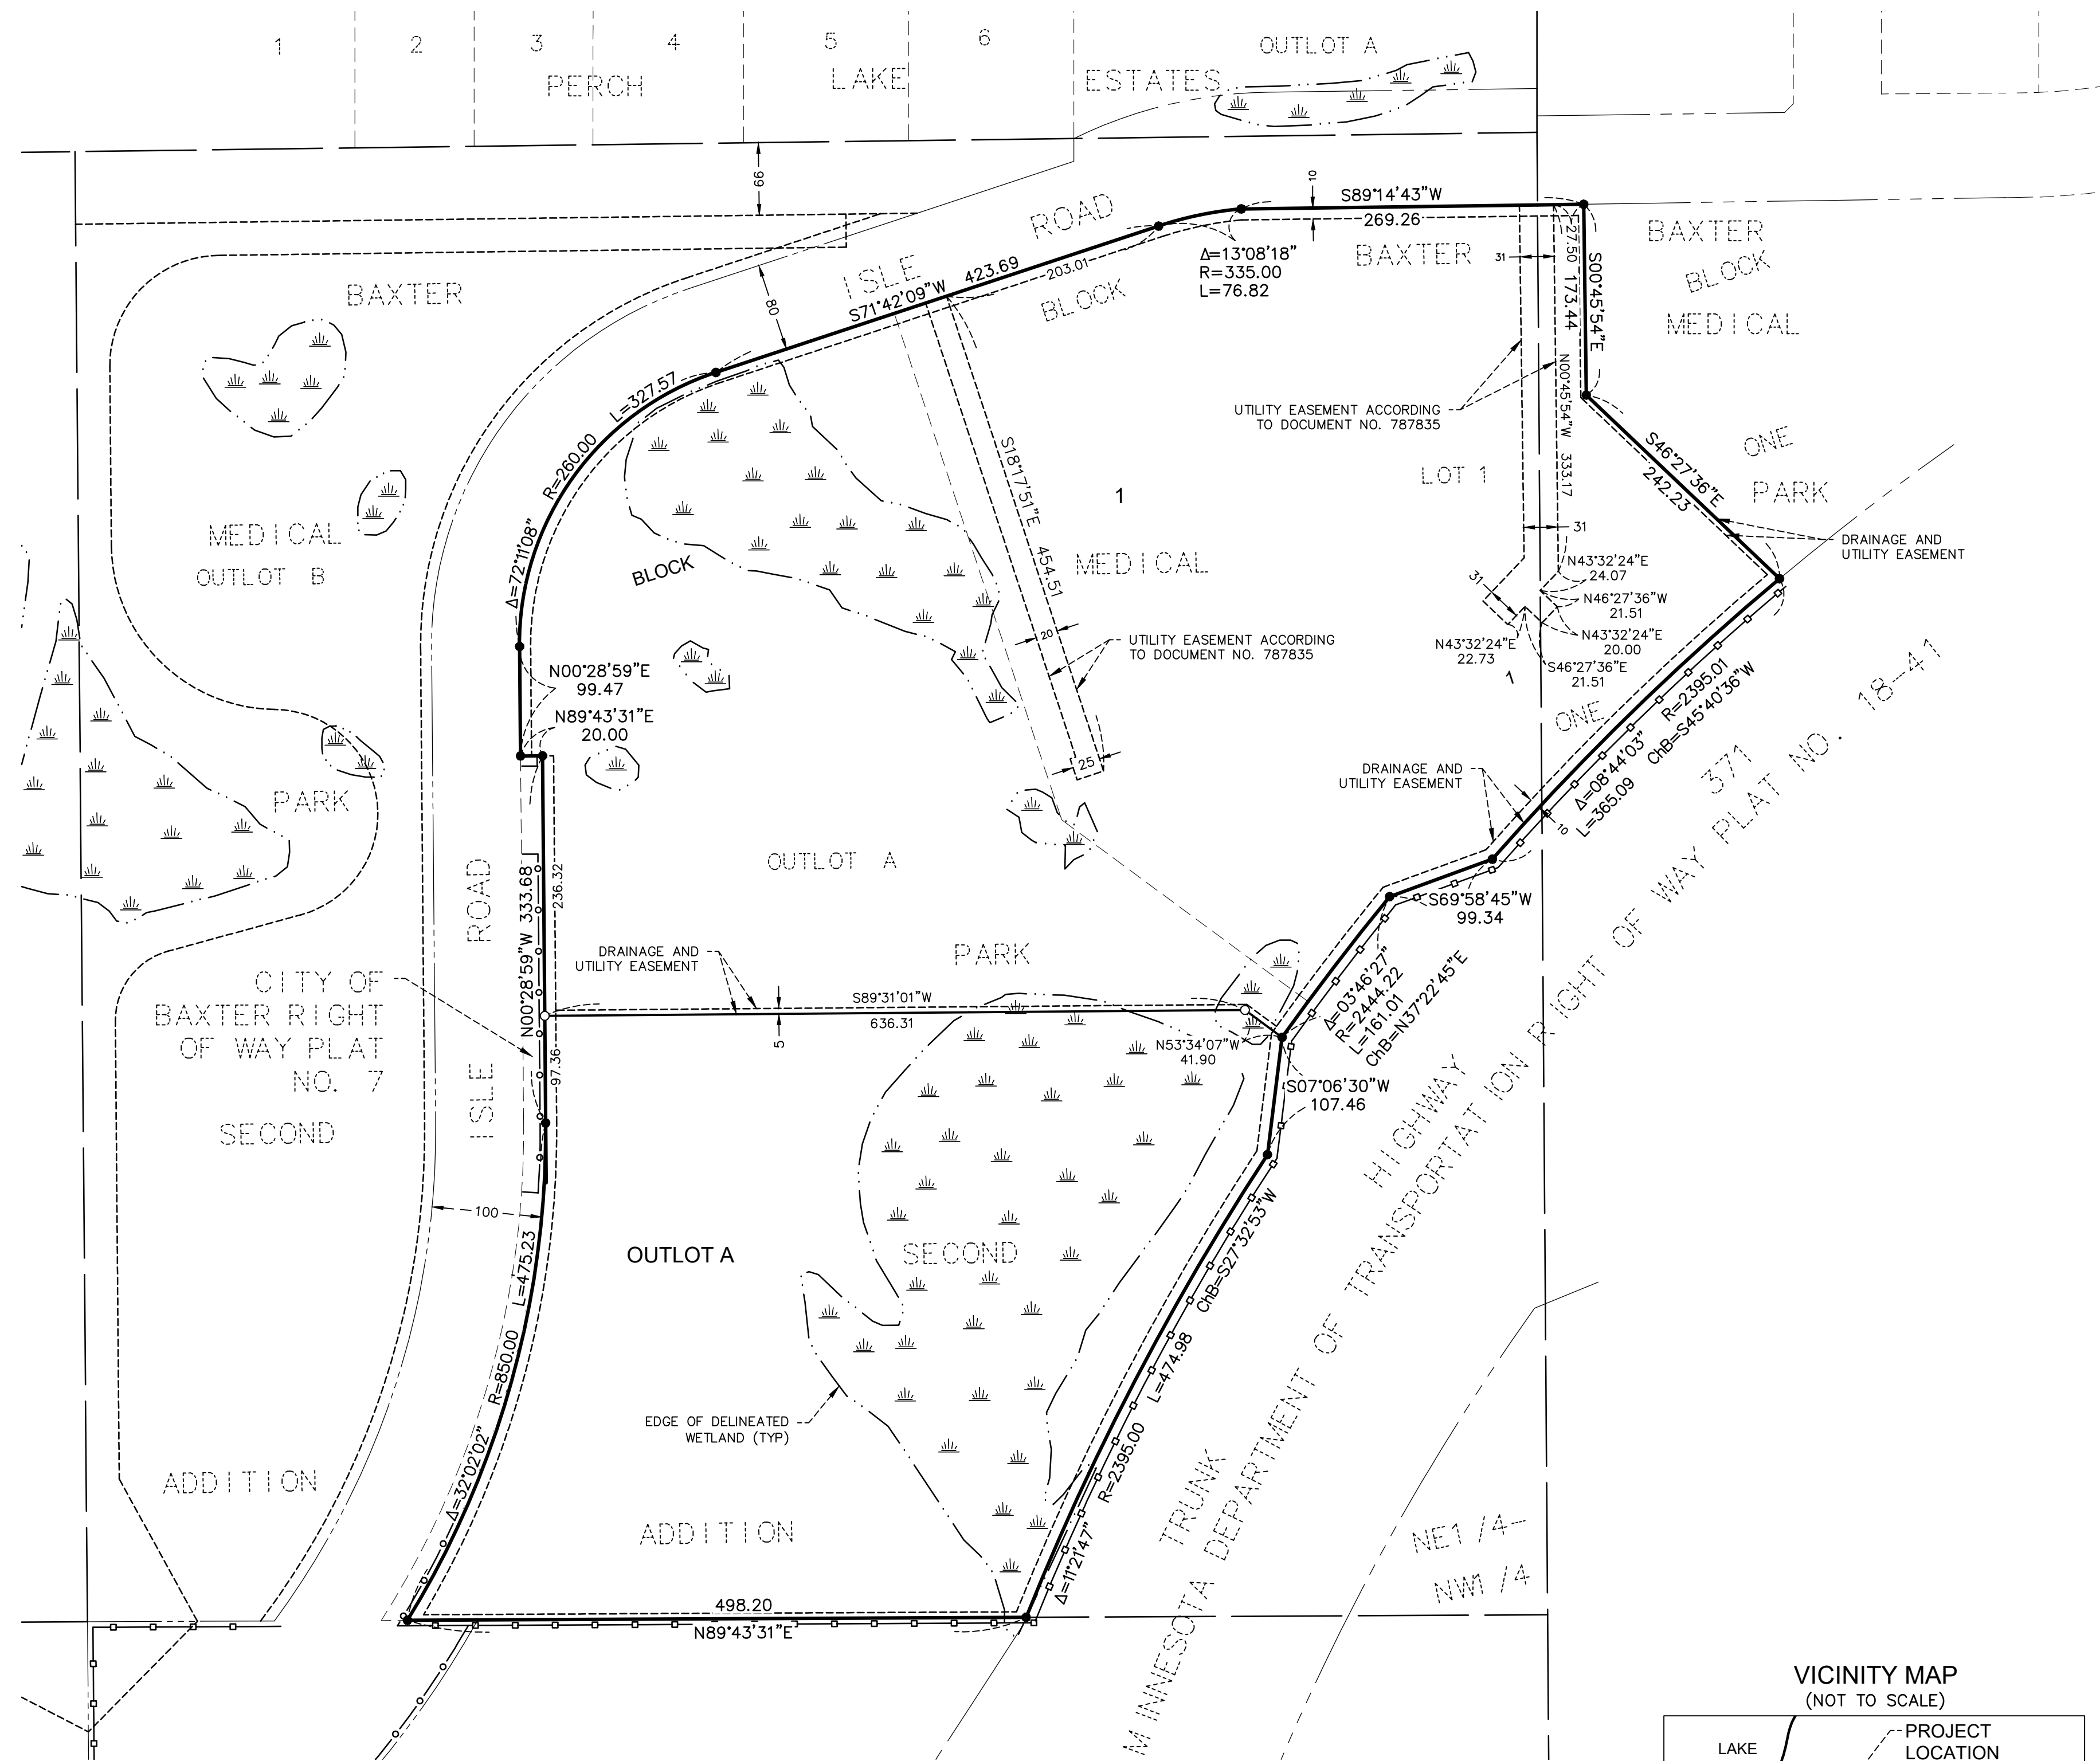 1 2 3 4 5 6 OUTLOT A
PERCH LAKE ESTATES
66
ISLE ROAD
10
S89°14'43"W
269.26
BAXTER
BLOCK
MEDICAL
ONE
PARK
27.50
173.44
S00°45'54"E
31
Δ=13°08'18"
R=335.00
L=76.82
BAXTER
BLOCK
423.69
203.01
S71°42'09"W
80
BAXTER
MEDICAL
OUTLOT B
PARK
L=327.57
R=260.00
Δ=72°11'08"
UTILITY EASEMENT ACCORDING
TO DOCUMENT NO. 787835
N00°45'54"W 333.17
LOT 1
S46°27'36"E
242.23
31
DRAINAGE AND
UTILITY EASEMENT
1
S18°17'51"E 454.51
BLOCK
MEDICAL
N43°32'24"E
24.07
N46°27'36"W
21.51
N43°32'24"E
20.00
31
N43°32'24"E
22.73
S46°27'36"E
21.51
1
20
UTILITY EASEMENT ACCORDING
TO DOCUMENT NO. 787835
25
N00°28'59"E
99.47
N89°43'31"E
20.00
ONE
R=2395.01
ChB=S45°40'36"W
Δ=08°44'03"
L=365.09
10
DRAINAGE AND
UTILITY EASEMENT
OUTLOT A
ROAD
ISLE
N00°28'59"W 333.68
236.32
97.36
S69°58'45"W
99.34
PARK
DRAINAGE AND
UTILITY EASEMENT
CITY OF
BAXTER RIGHT
OF WAY PLAT
NO. 7
SECOND
S89°31'01"W
636.31
5
N53°34'07"W
41.90
Δ=03°46'27"
R=2444.22
L=161.01
ChB=N37°22'45"E
S07°06'30"W
107.46
TRUNK HIGHWAY 371
MINNESOTA DEPARTMENT OF TRANSPORTATION RIGHT OF WAY PLAT NO. 18-41
100
L=475.23
R=850.00
Δ=32°02'02"
OUTLOT A
SECOND
ChB=S27°32'53"W
L=474.98
R=2395.00
Δ=11°21'47"
EDGE OF DELINEATED
WETLAND (TYP)
ADDITION
ADDITION
NE1/4-
NW1/4
498.20
N89°43'31"E
VICINITY MAP
(NOT TO SCALE)
LAKE
PROJECT
LOCATION